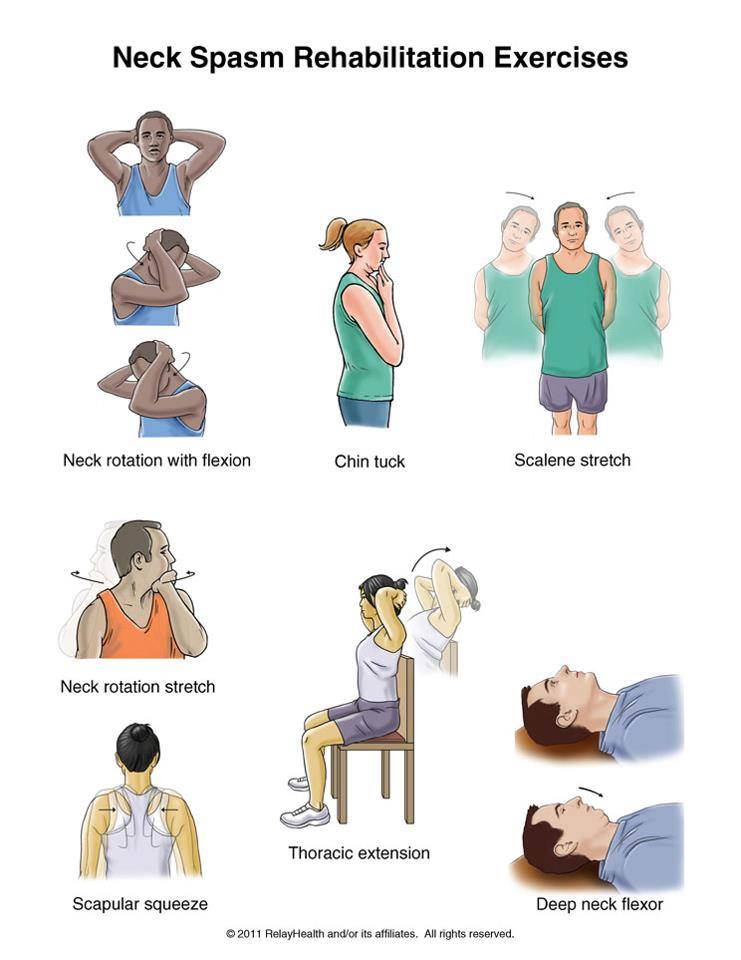 Neck Spasm Rehabilitation Exercises
Neck rotation with flexion
Chin tuck
Scalene stretch
Neck rotation stretch
Thoracic extension
Scapular squeeze
Deep neck flexor
© 2011 RelayHealth and/or its affiliates. All rights reserved.